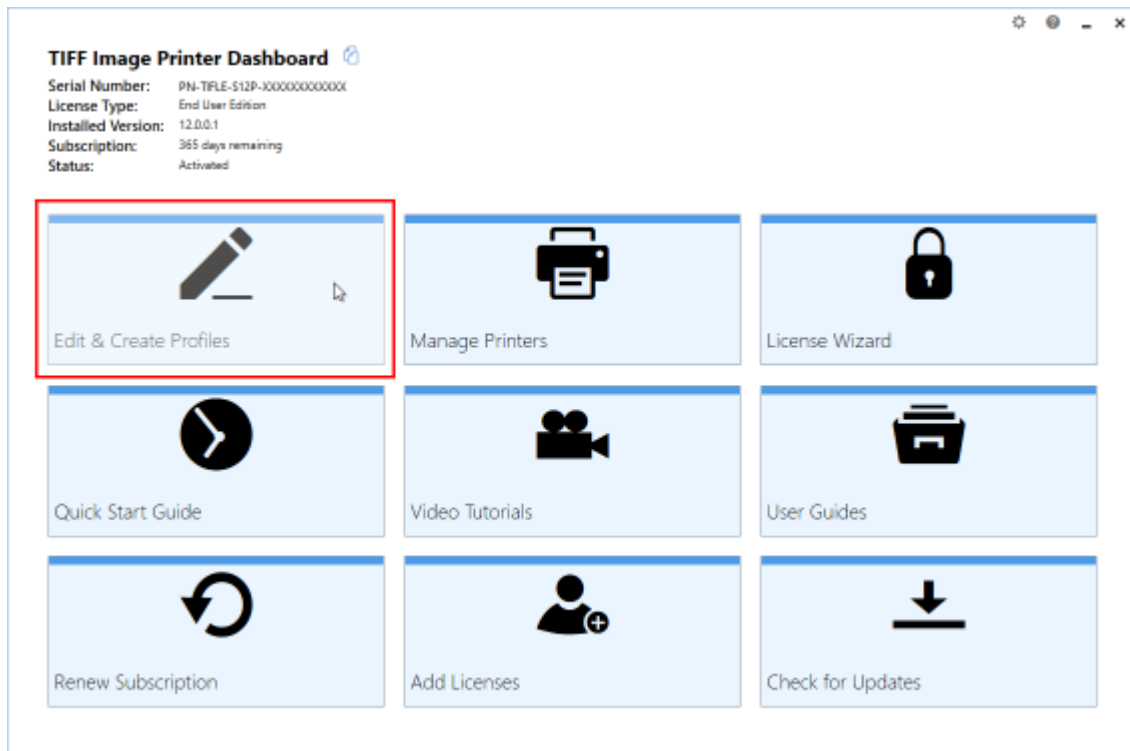 TIFF Image Printer Dashboard
Serial Number: PN-TIFLE-S12P-XXXXXXXXXXXX
License Type: End User Edition
Installed Version: 12.0.0.1
Subscription: 365 days remaining
Status: Activated
Edit & Create Profiles
Manage Printers
License Wizard
Quick Start Guide
Video Tutorials
User Guides
Renew Subscription
Add Licenses
Check for Updates